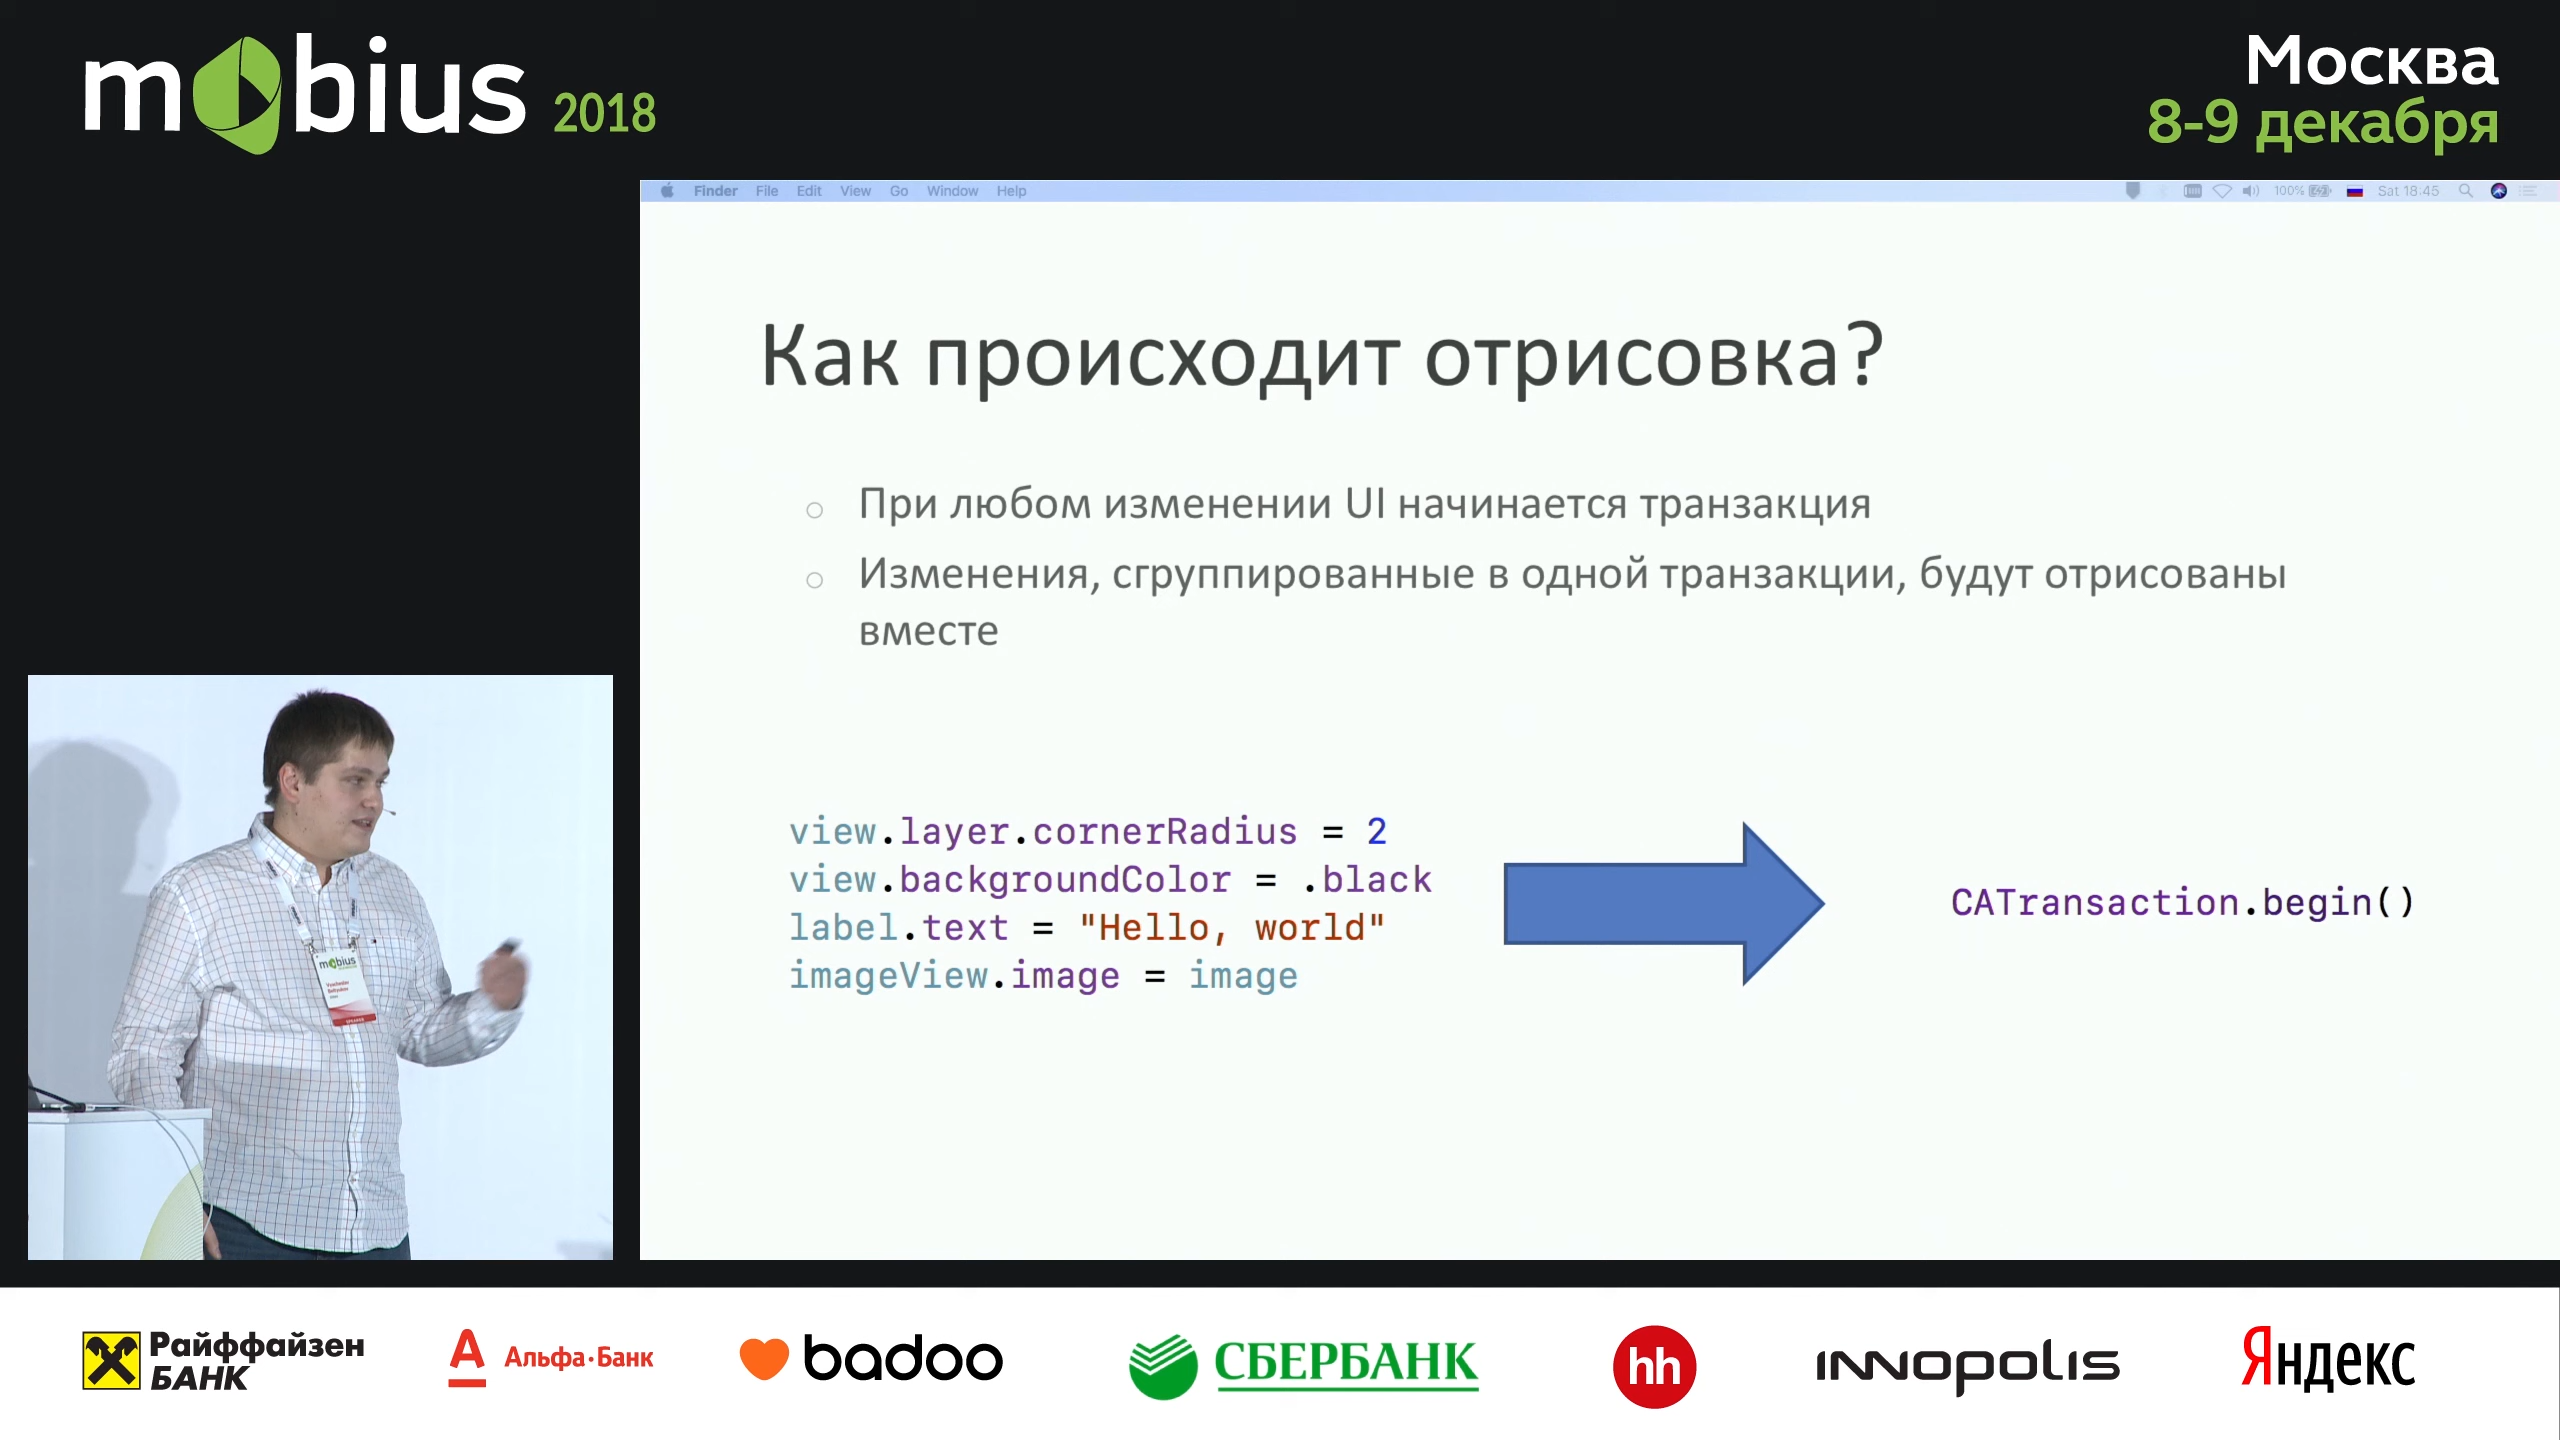 mobius 2018
Москва
8-9 декабря
Finder File Edit View Go Window Help
100% Sat 18:45
Как происходит отрисовка?
При любом изменении UI начинается транзакция
Изменения, сгруппированные в одной транзакции, будут отрисованы
вместе
view.layer.cornerRadius = 2
view.backgroundColor = .black
label.text = "Hello, world"
imageView.image = image
CATransaction.begin()
mobius
Райффайзен
БАНК
Альфа·Банк
badoo
СБЕРБАНК
hh
INNOPOLIS
Яндекс